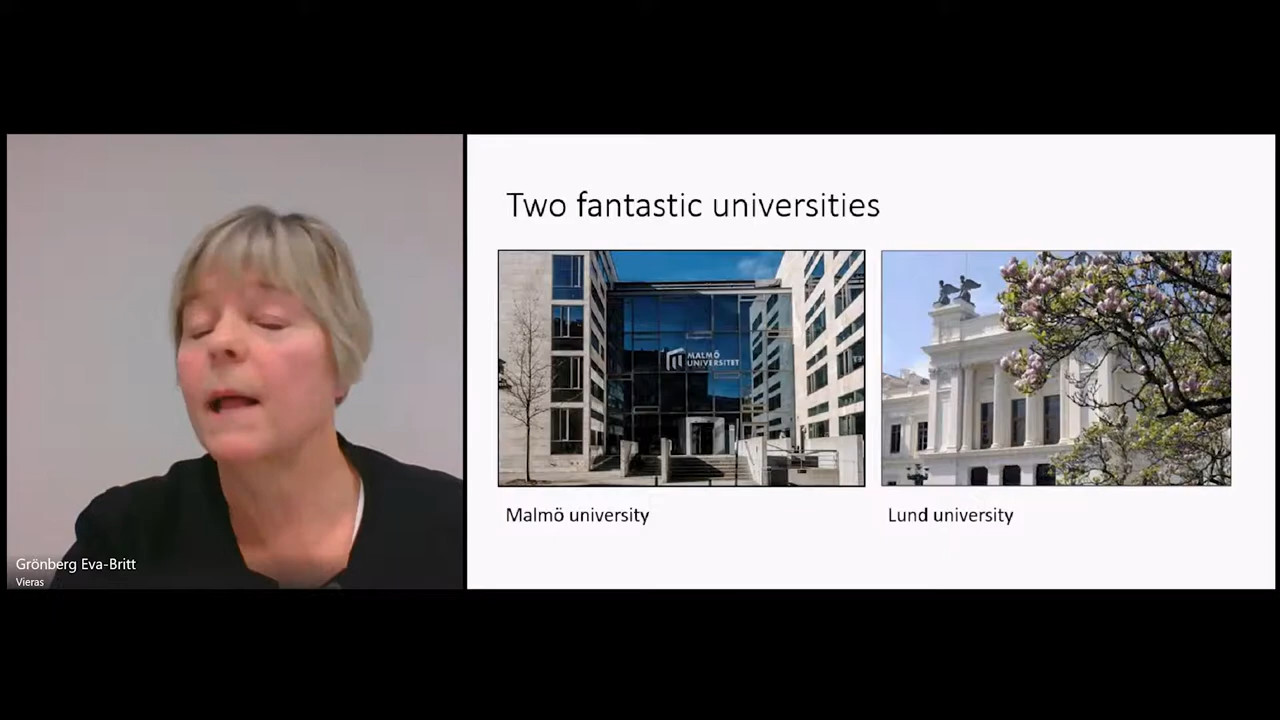 Two fantastic universities
MALMÖ
UNIVERSITET
Malmö university
Lund university
Grönberg Eva-Britt
Vieras